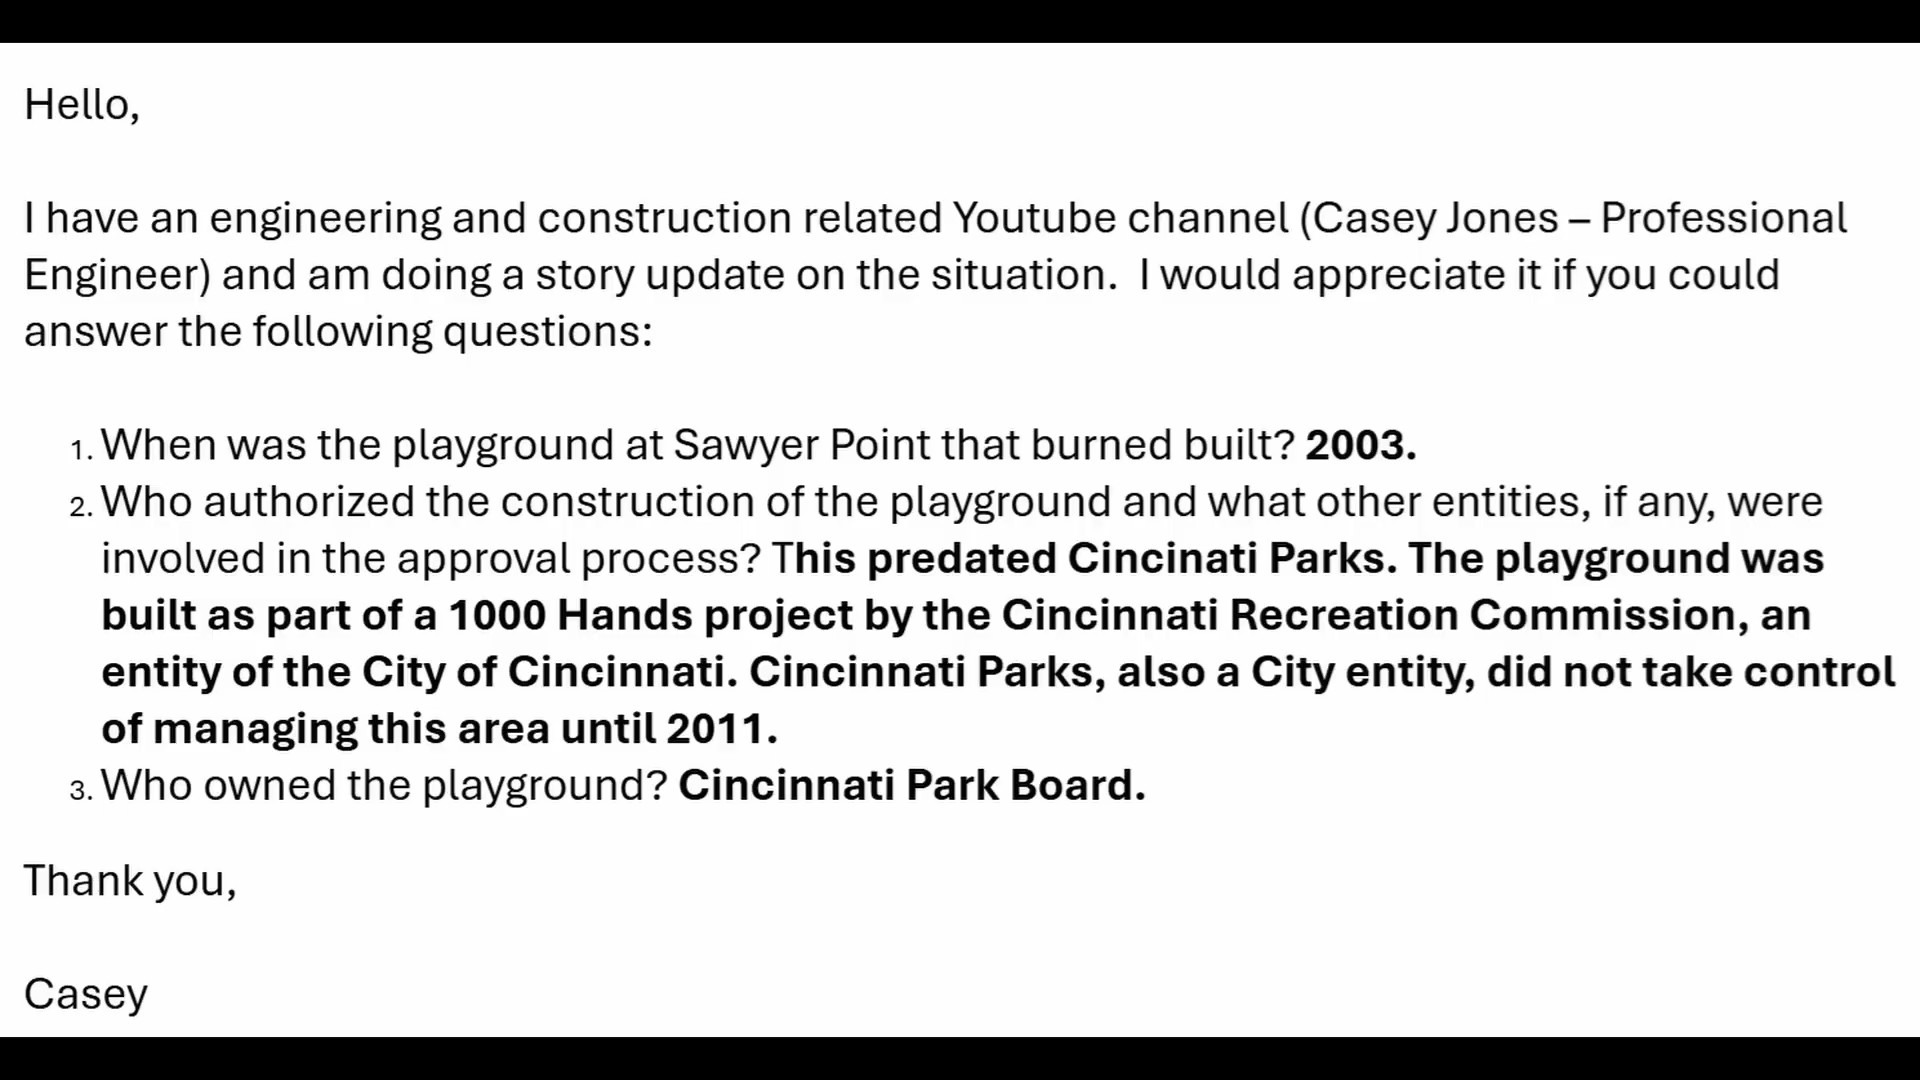 Hello,
I have an engineering and construction related Youtube channel (Casey Jones – Professional
Engineer) and am doing a story update on the situation.  I would appreciate it if you could
answer the following questions:
1. When was the playground at Sawyer Point that burned built? 2003.
2. Who authorized the construction of the playground and what other entities, if any, were
involved in the approval process? This predated Cincinati Parks. The playground was
built as part of a 1000 Hands project by the Cincinnati Recreation Commission, an
entity of the City of Cincinnati. Cincinnati Parks, also a City entity, did not take control
of managing this area until 2011.
3. Who owned the playground? Cincinnati Park Board.
Thank you,
Casey